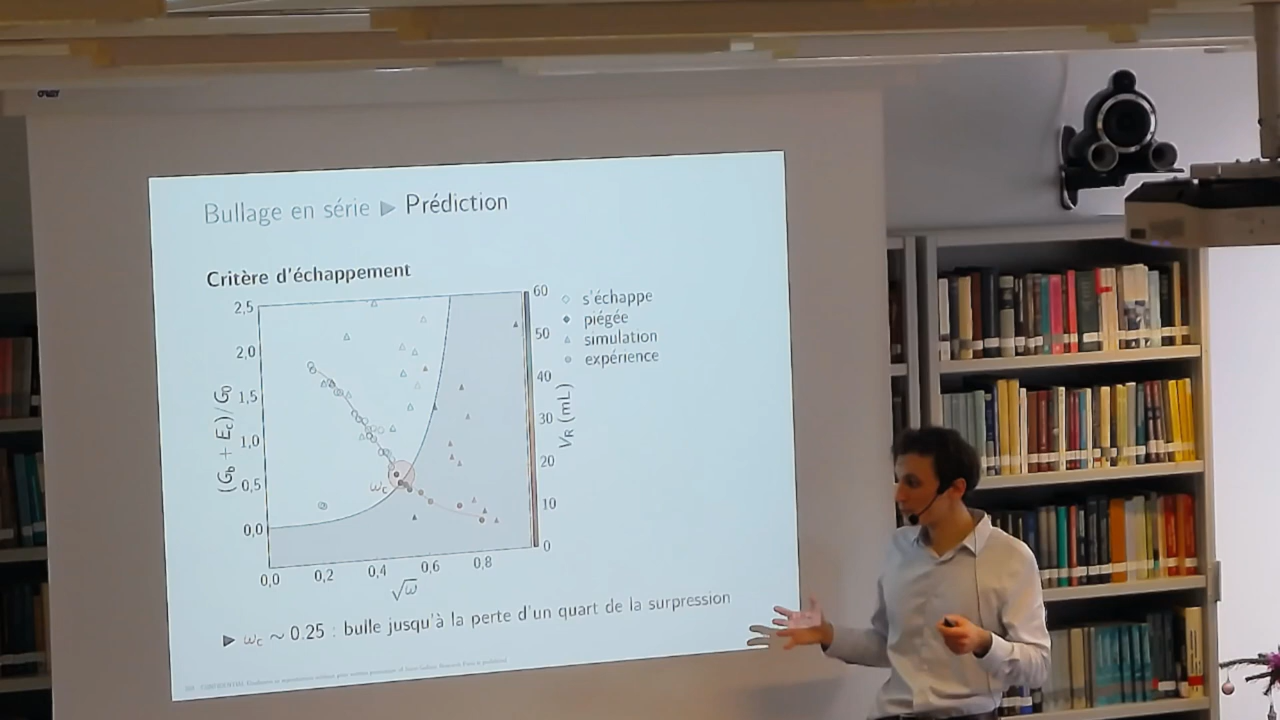 Bullage en série ▶ Prédiction
Critère d'échappement
2,5
2,0
1,5
1,0
0,5
0,0
(G_b + E_c)/G_0
0,0 0,2 0,4 0,6 0,8
√ω
ω_c
60
50
40
30
20
10
0
V_R (mL)
s'échappe
piégée
simulation
expérience
▶ ω_c ∼ 0.25 : bulle jusqu'à la perte d'un quart de la surpression
CONFIDENTIAL